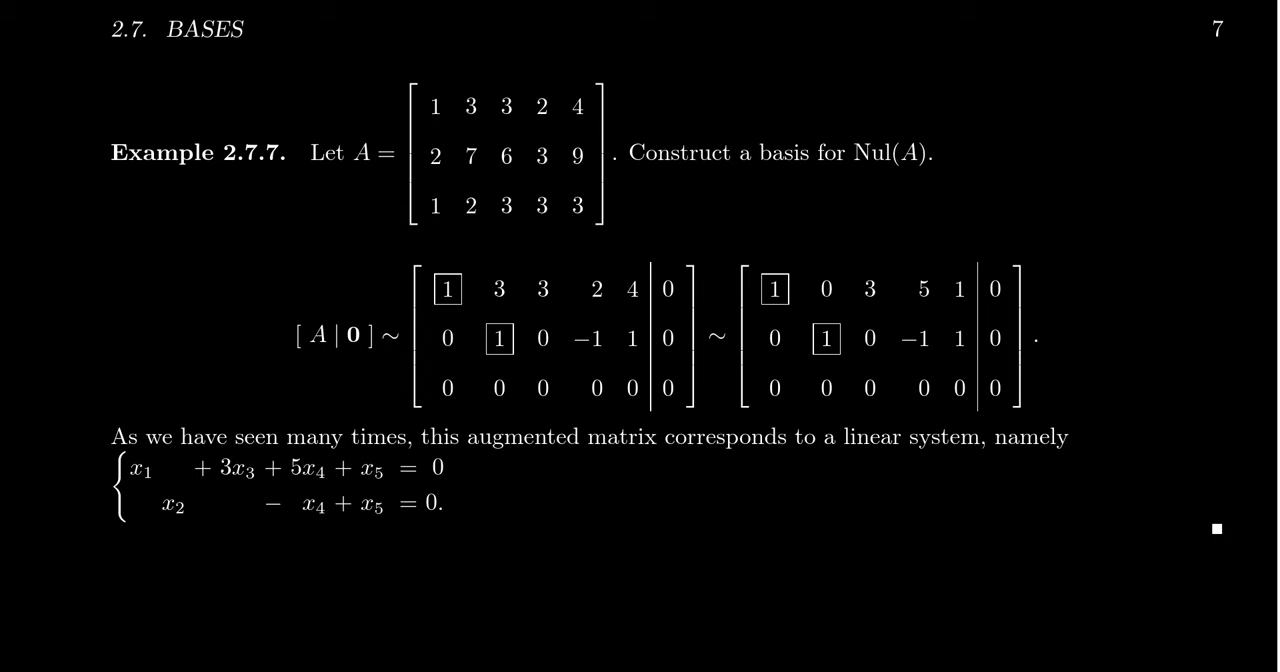 2.7. BASES 7
Example 2.7.7. Let A = [ 1 3 3 2 4
2 7 6 3 9
1 2 3 3 3 ] . Construct a basis for Nul(A).
[ A | 0 ] ∼ [ 1 3 3 2 4 | 0
0 1 0 −1 1 | 0
0 0 0 0 0 | 0 ] ∼ [ 1 0 3 5 1 | 0
0 1 0 −1 1 | 0
0 0 0 0 0 | 0 ] .
As we have seen many times, this augmented matrix corresponds to a linear system, namely
{ x₁ + 3x₃ + 5x₄ + x₅ = 0
x₂ − x₄ + x₅ = 0.
■